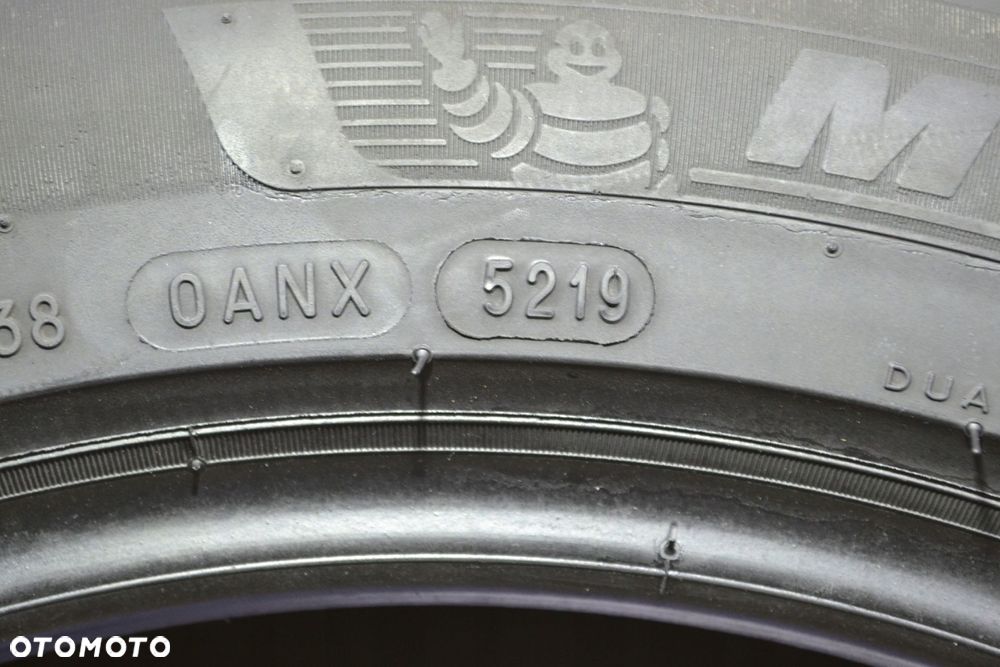 M
38 0ANX 5219
DUA
OTOMOTO